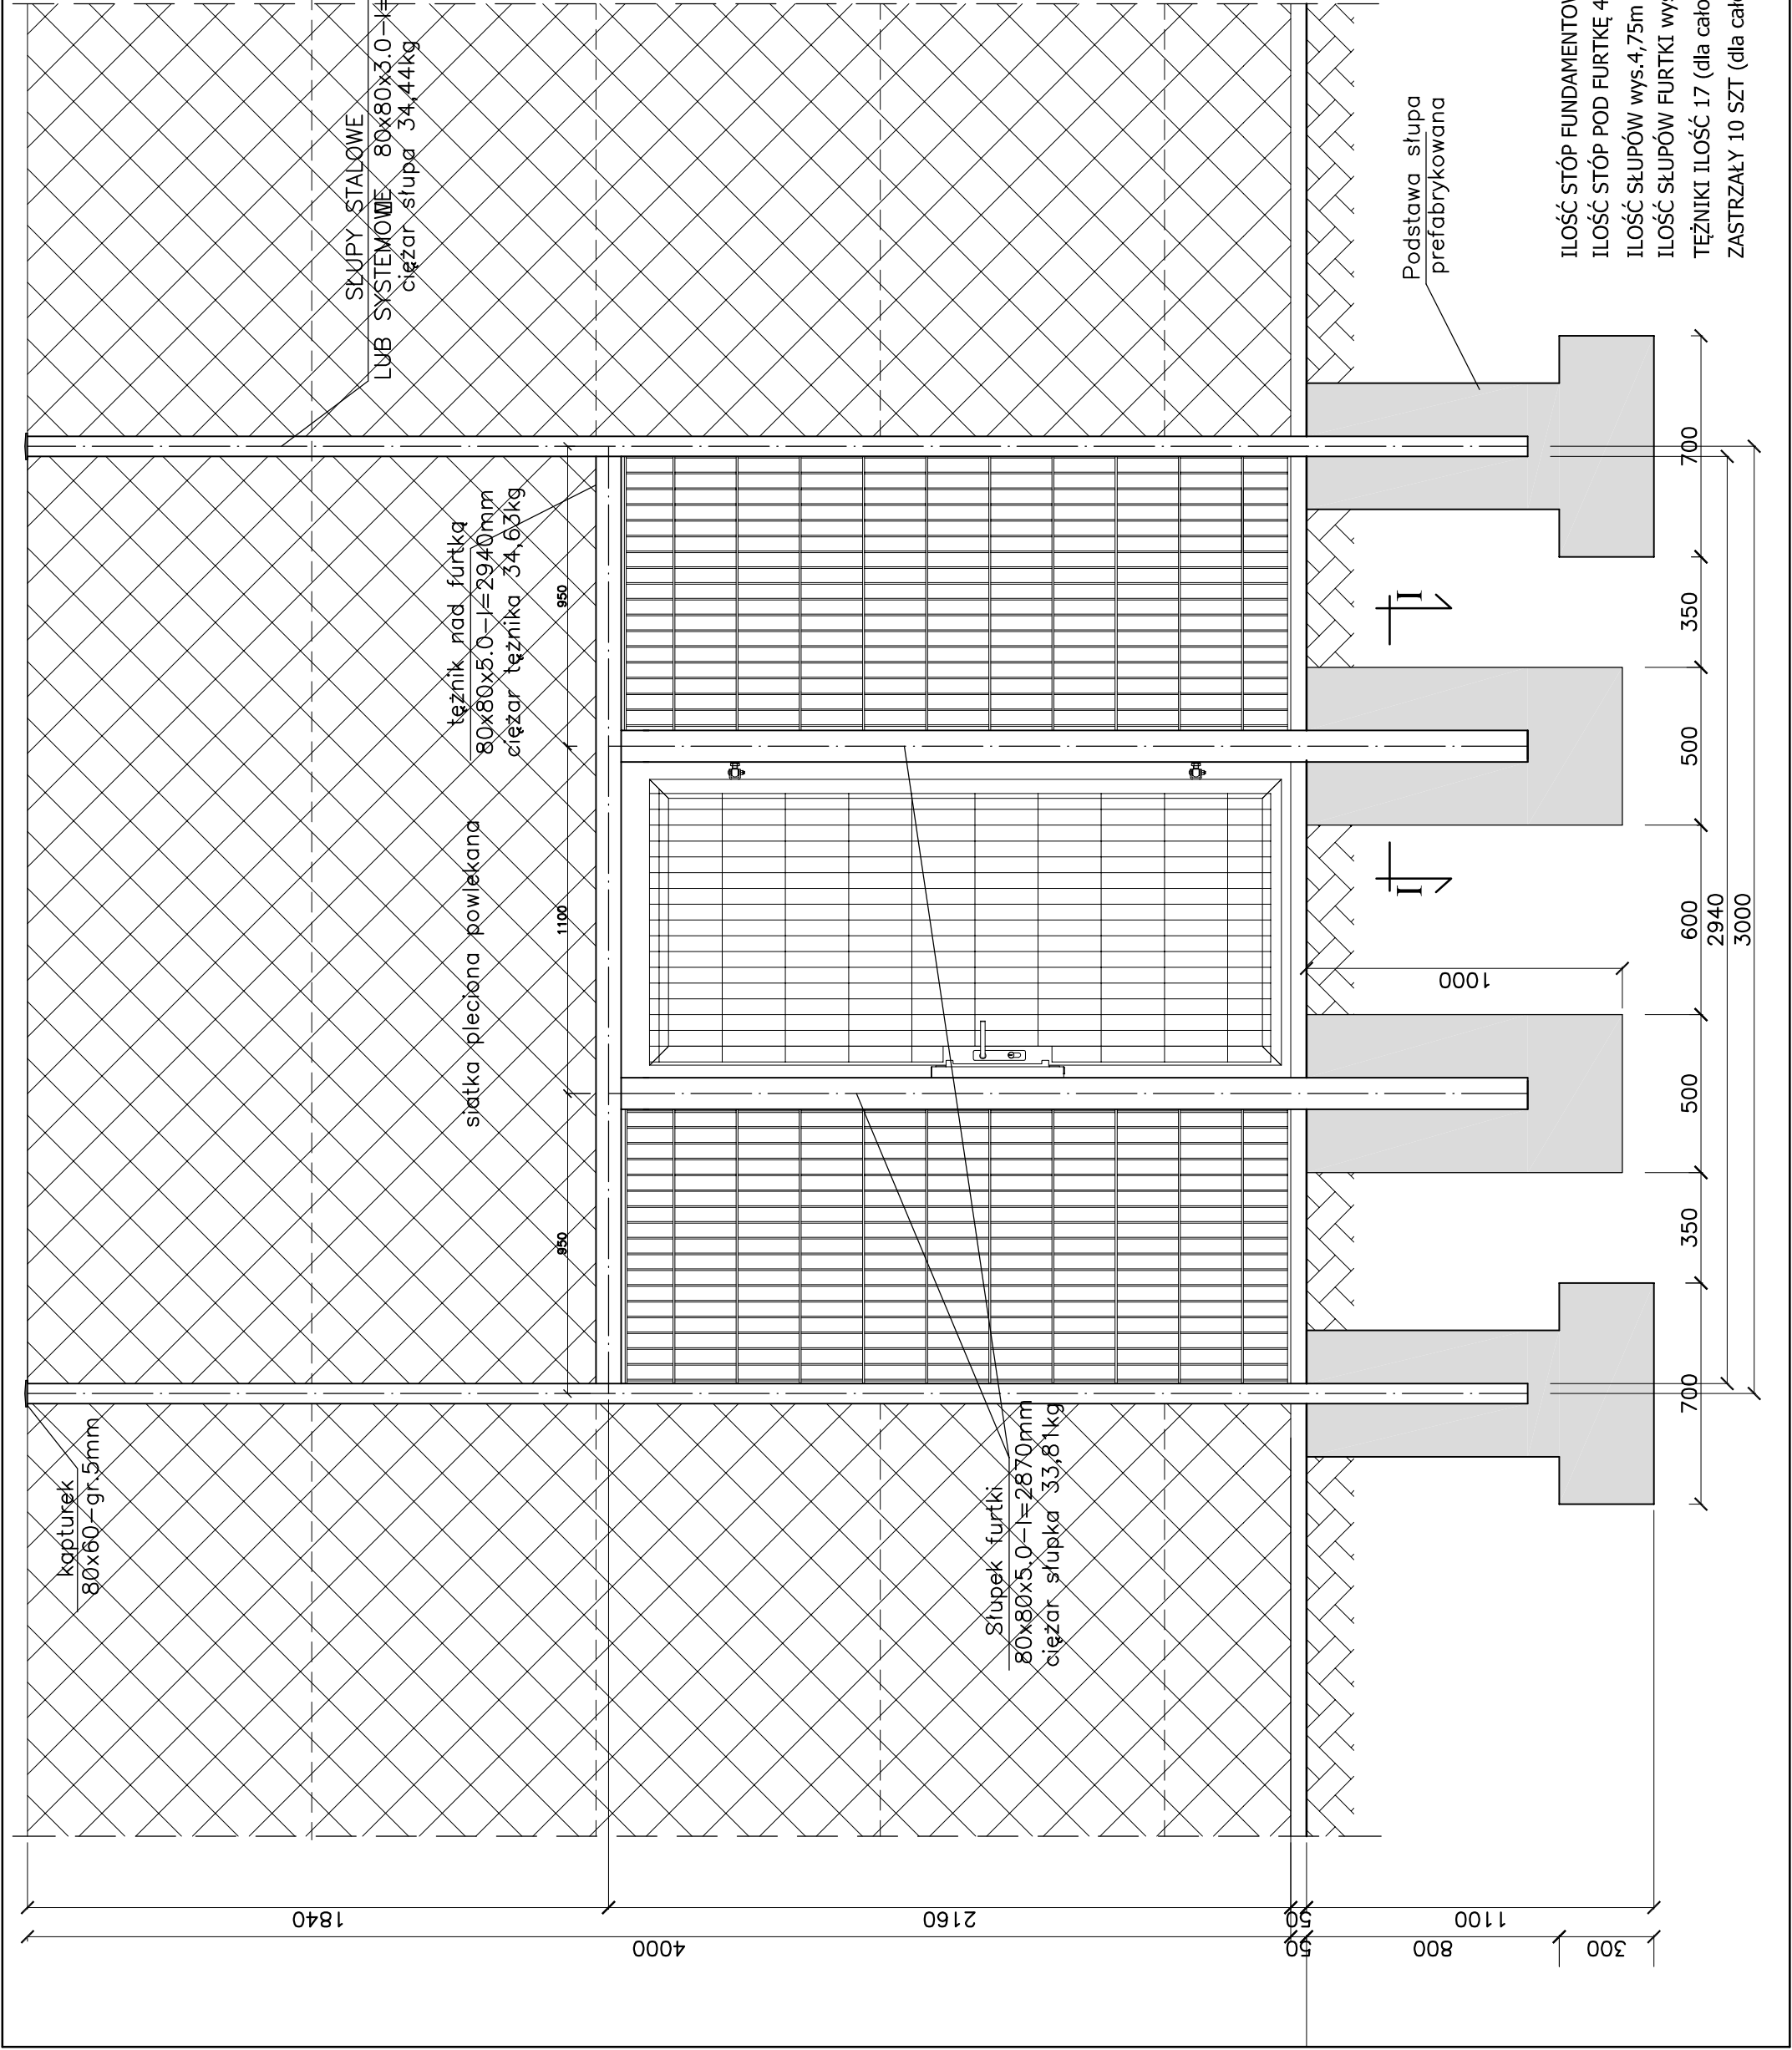 kapturek
80x60-gr.5mm
SŁUPY STALOWE
LUB SYSTEMOWE 80x80x3.0-l=
ciężar słupa 34,44kg
tężnik nad furtką
80x80x5.0-l=2940mm
ciężar tężnika 34,63kg
siatka pleciona powlekana
950
1100
950
Słupek furtki
80x80x5.0-l=2870mm
ciężar słupka 33,81kg
Podstawa słupa
prefabrykowana
I
I
1000
700
350
500
600
500
350
700
2940
3000
1840
2160
50
1100
4000
50
800
300
ILOŚĆ STÓP FUNDAMENTOW
ILOŚĆ STÓP POD FURTKĘ 4
ILOŚĆ SŁUPÓW wys.4,75m
ILOŚĆ SŁUPÓW FURTKI wys
TĘŻNIKI ILOŚĆ 17 (dla cało
ZASTRZAŁY 10 SZT (dla cał